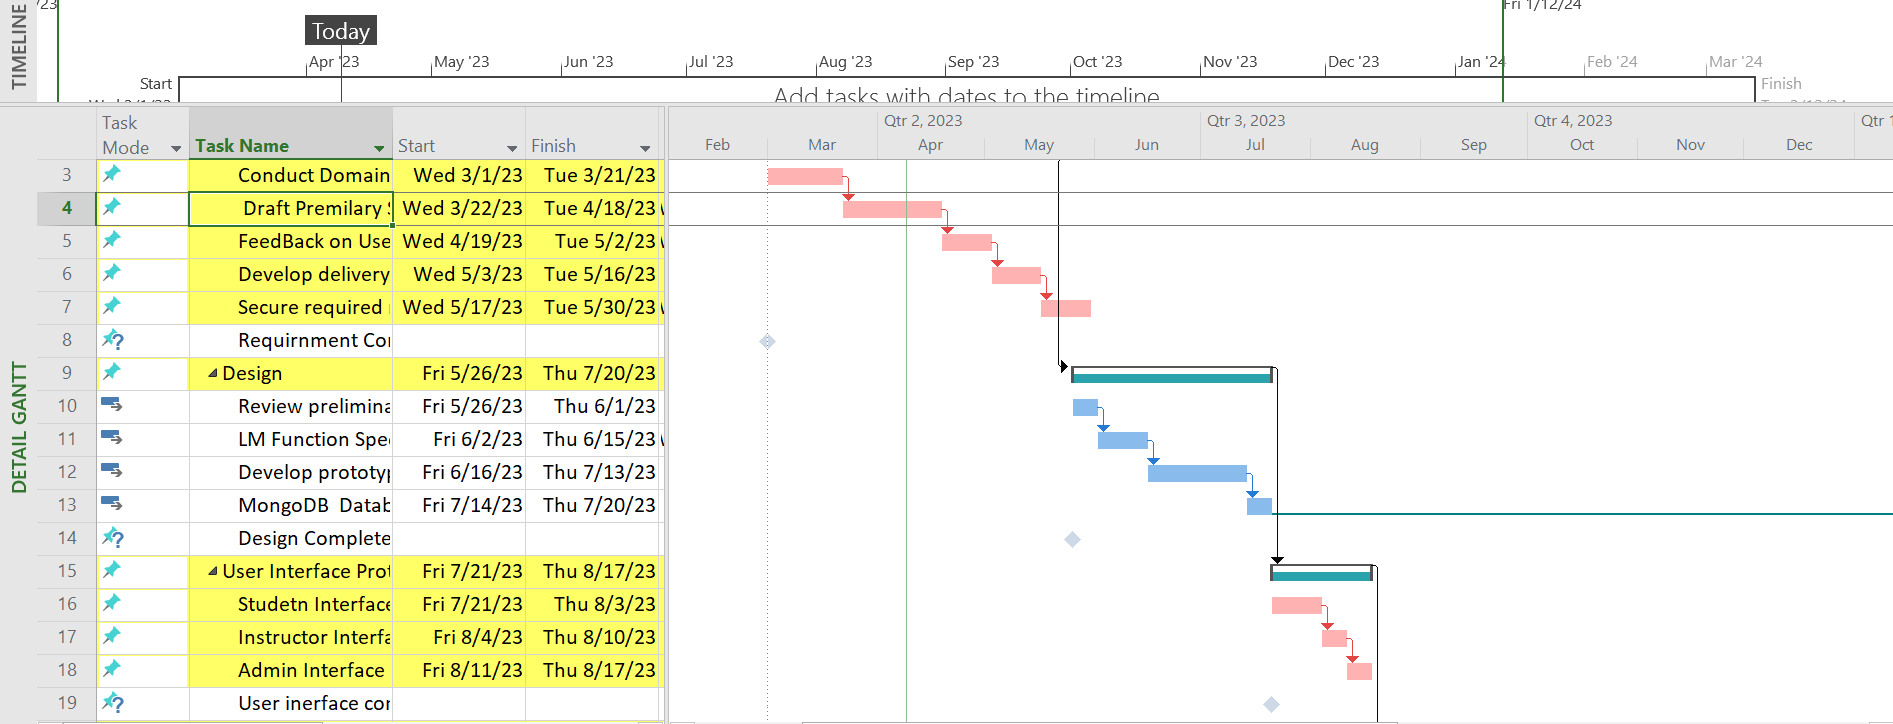 /23
Fri 1/12/24
TIMELINE
Today
Apr '23 May '23 Jun '23 Jul '23 Aug '23 Sep '23 Oct '23 Nov '23 Dec '23 Jan '24 Feb '24 Mar '24
Start
Finish
Add tasks with dates to the timeline
DETAIL GANTT
Task Mode Task Name Start Finish
Qtr 2, 2023 Qtr 3, 2023 Qtr 4, 2023 Qtr 1
Feb Mar Apr May Jun Jul Aug Sep Oct Nov Dec
3 Conduct Domain Wed 3/1/23 Tue 3/21/23
4 Draft Premilary S Wed 3/22/23 Tue 4/18/23
5 FeedBack on Use Wed 4/19/23 Tue 5/2/23
6 Develop delivery Wed 5/3/23 Tue 5/16/23
7 Secure required Wed 5/17/23 Tue 5/30/23
8 Requirnment Co
9 Design Fri 5/26/23 Thu 7/20/23
10 Review prelimina Fri 5/26/23 Thu 6/1/23
11 LM Function Spe Fri 6/2/23 Thu 6/15/23
12 Develop prototyp Fri 6/16/23 Thu 7/13/23
13 MongoDB Datab Fri 7/14/23 Thu 7/20/23
14 Design Complete
15 User Interface Prot Fri 7/21/23 Thu 8/17/23
16 Studetn Interface Fri 7/21/23 Thu 8/3/23
17 Instructor Interfa Fri 8/4/23 Thu 8/10/23
18 Admin Interface Fri 8/11/23 Thu 8/17/23
19 User inerface co